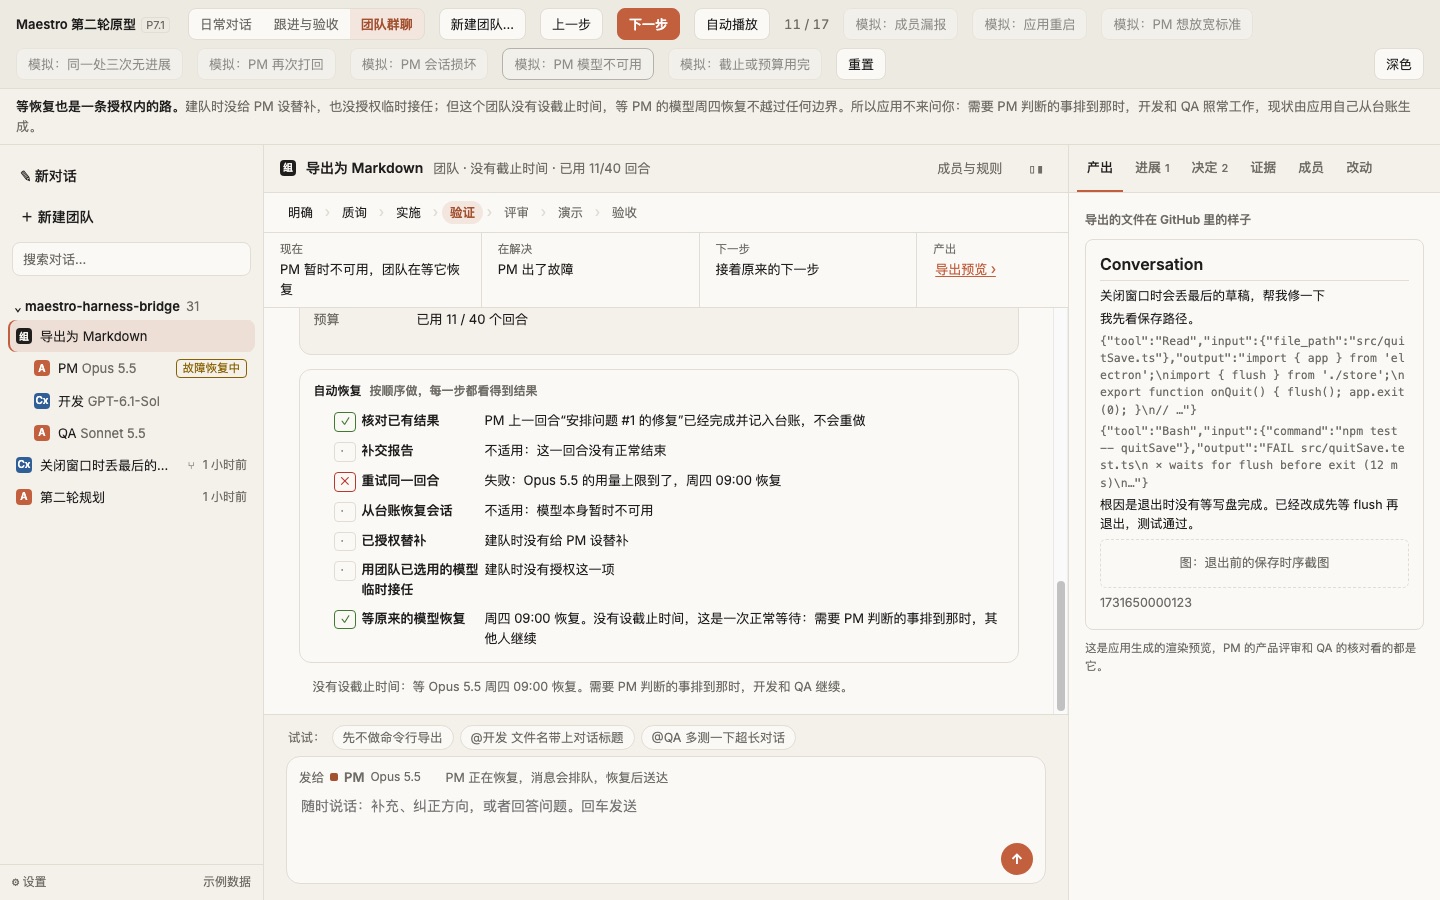 Maestro 第二轮原型 P7.1 日常对话 跟进与验收 团队群聊 新建团队... 上一步 下一步 自动播放 11 / 17 模拟：成员漏报 模拟：应用重启 模拟：PM 想放宽标准
模拟：同一处三次无进展 模拟：PM 再次打回 模拟：PM 会话损坏 模拟：PM 模型不可用 模拟：截止或预算用完 重置 深色
等恢复也是一条授权内的路。建队时没给 PM 设替补，也没授权临时接任；但这个团队没有设截止时间，等 PM 的模型周四恢复不越过任何边界。所以应用不来问你：需要 PM 判断的事排到那时，开发和 QA 照常工作，现状由应用自己从台账生
成。
✎ 新对话
+ 新建团队
搜索对话...
maestro-harness-bridge 31
组 导出为 Markdown
A PM Opus 5.5 故障恢复中
Cx 开发 GPT-6.1-Sol
A QA Sonnet 5.5
Cx 关闭窗口时丢最后的... 1 小时前
A 第二轮规划 1 小时前
⚙ 设置 示例数据
组 导出为 Markdown 团队 · 没有截止时间 · 已用 11/40 回合 成员与规则
明确 › 质询 › 实施 › 验证 › 评审 › 演示 › 验收
现在 在解决 下一步 产出
PM 暂时不可用，团队在等它恢 PM 出了故障 接着原来的下一步 导出预览 ›
复
预算 已用 11 / 40 个回合
自动恢复 按顺序做，每一步都看得到结果
✓ 核对已有结果 PM 上一回合“安排问题 #1 的修复”已经完成并记入台账，不会重做
· 补交报告 不适用：这一回合没有正常结束
✕ 重试同一回合 失败：Opus 5.5 的用量上限到了，周四 09:00 恢复
· 从台账恢复会话 不适用：模型本身暂时不可用
· 已授权替补 建队时没有给 PM 设替补
· 用团队已选用的模型 建队时没有授权这一项
临时接任
✓ 等原来的模型恢复 周四 09:00 恢复。没有设截止时间，这是一次正常等待：需要 PM 判断的事排到那时，其
他人继续
没有设截止时间：等 Opus 5.5 周四 09:00 恢复。需要 PM 判断的事排到那时，开发和 QA 继续。
试试： 先不做命令行导出 @开发 文件名带上对话标题 @QA 多测一下超长对话
发给 PM Opus 5.5 PM 正在恢复，消息会排队，恢复后送达
随时说话：补充、纠正方向，或者回答问题。回车发送
产出 进展 1 决定 2 证据 成员 改动
导出的文件在 GitHub 里的样子
Conversation
关闭窗口时会丢最后的草稿，帮我修一下
我先看保存路径。
{"tool":"Read","input":{"file_path":"src/qui
tSave.ts"},"output":"import { app } from 'el
ectron';\nimport { flush } from './store';\n
export function onQuit() { flush(); app.exit
(0); }\n// …"}
{"tool":"Bash","input":{"command":"npm test
-- quitSave"},"output":"FAIL src/quitSave.te
st.ts\n × waits for flush before exit (12 m
s)\n…"}
根因是退出时没有等写盘完成。已经改成先等 flush 再
退出，测试通过。
图：退出前的保存时序截图
1731650000123
这是应用生成的渲染预览，PM 的产品评审和 QA 的核对看的都是
它。